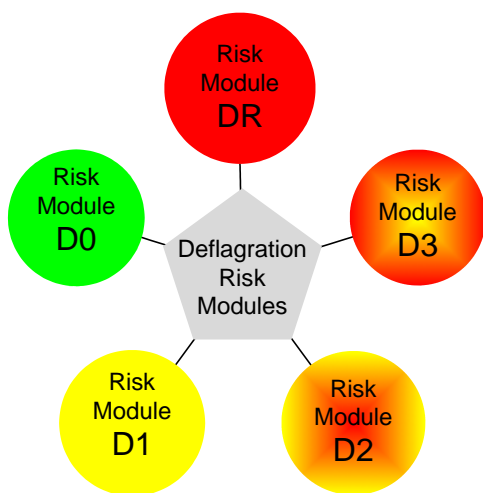 Risk
Module
DR
Risk
Module
D0
Risk
Module
D3
Deflagration
Risk
Modules
Risk
Module
D1
Risk
Module
D2